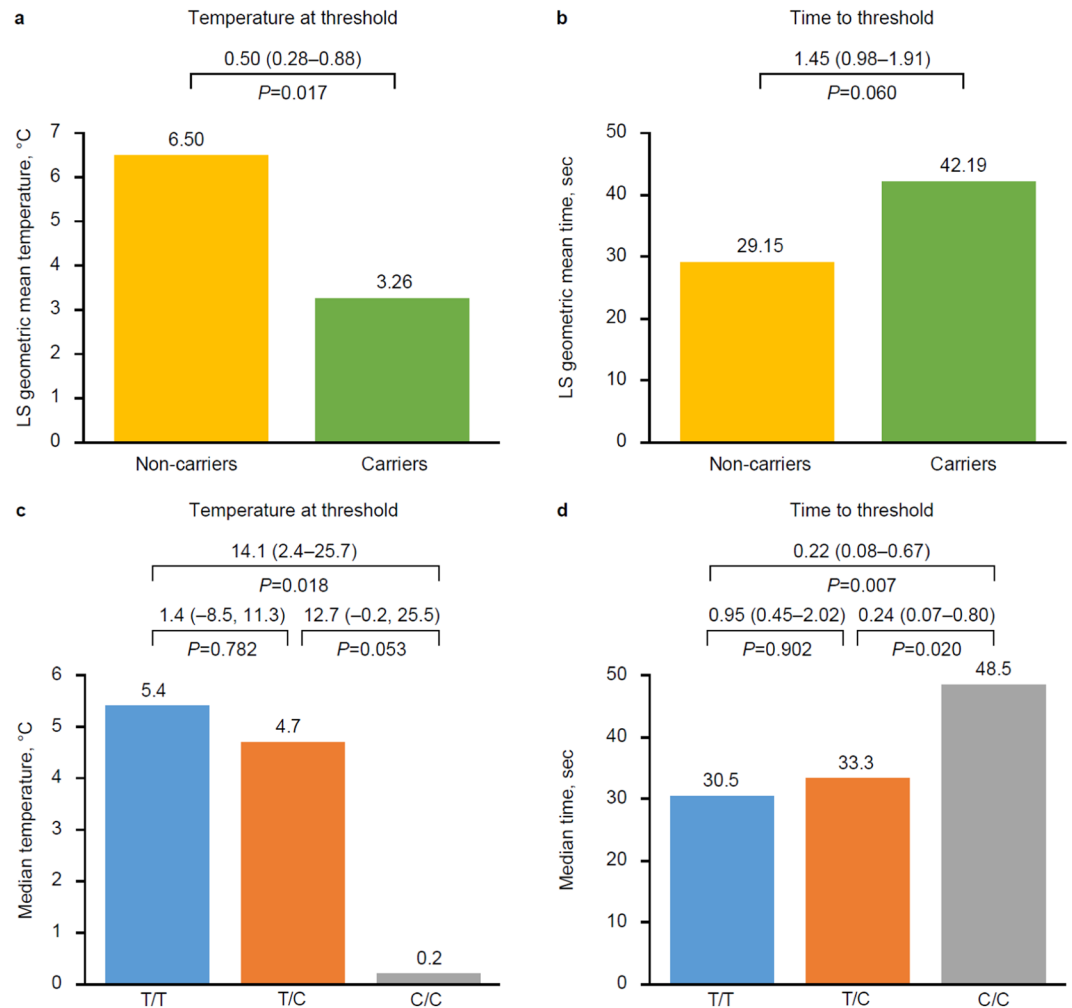 a Temperature at threshold
0.50 (0.28–0.88)
P=0.017
LS geometric mean temperature, °C
7
6
5
4
3
2
1
0
6.50
3.26
Non-carriers Carriers
b Time to threshold
1.45 (0.98–1.91)
P=0.060
LS geometric mean time, sec
50
40
30
20
10
0
29.15
42.19
Non-carriers Carriers
c Temperature at threshold
14.1 (2.4–25.7)
P=0.018
1.4 (–8.5, 11.3) 12.7 (–0.2, 25.5)
P=0.782 P=0.053
Median temperature, °C
6
5
4
3
2
1
0
5.4
4.7
0.2
T/T T/C C/C
d Time to threshold
0.22 (0.08–0.67)
P=0.007
0.95 (0.45–2.02) 0.24 (0.07–0.80)
P=0.902 P=0.020
Median time, sec
50
40
30
20
10
0
30.5
33.3
48.5
T/T T/C C/C